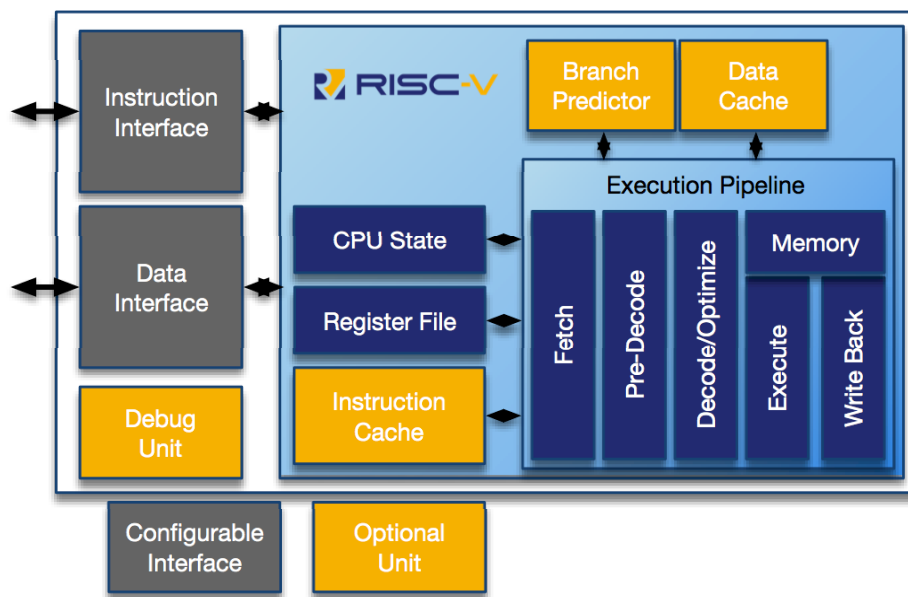 Instruction
Interface
RISC-V
Branch
Predictor
Data
Cache
Execution Pipeline
CPU State
Data
Interface
Register File
Instruction
Cache
Debug
Unit
Fetch
Pre-Decode
Decode/Optimize
Memory
Execute
Write Back
Configurable
Interface
Optional
Unit